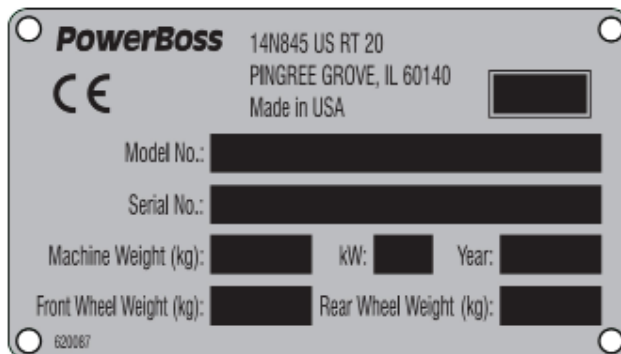 PowerBoss
14N845 US RT 20
PINGREE GROVE, IL 60140
Made in USA
CE
Model No.:
Serial No.:
Machine Weight (kg): kW: Year:
Front Wheel Weight (kg): Rear Wheel Weight (kg):
620087